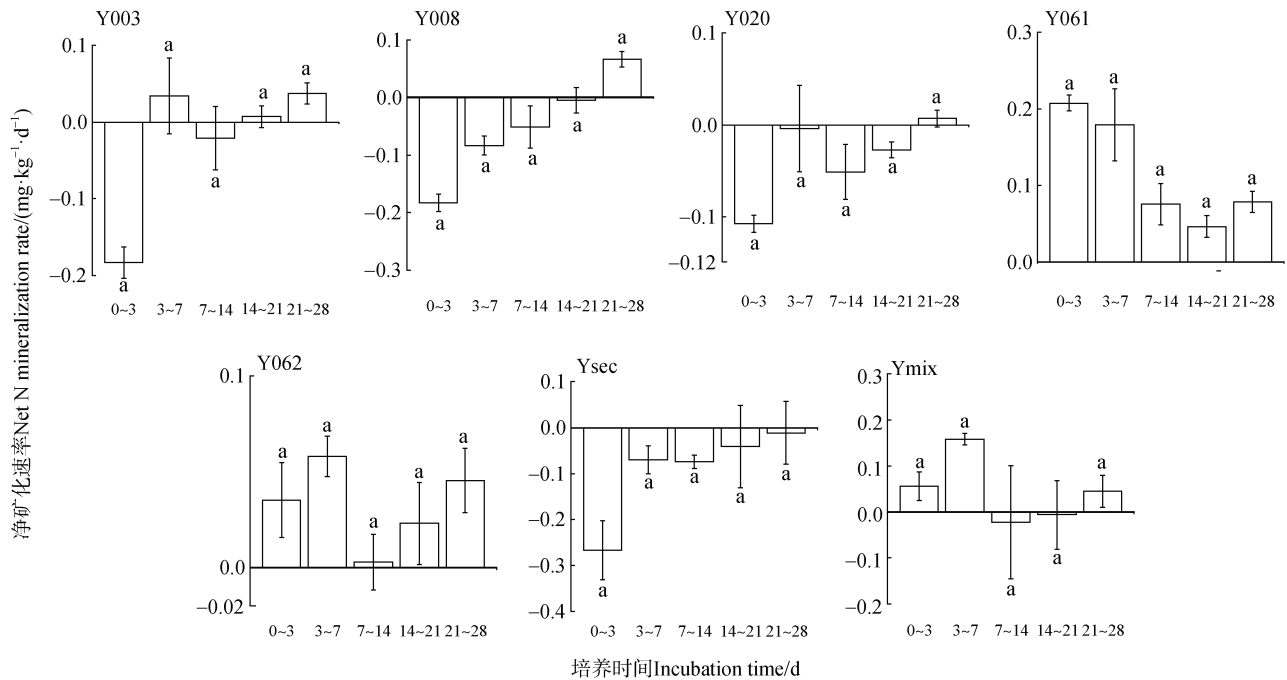 Y003
Y008
Y020
Y061
净矿化速率Net N mineralization rate/(mg·kg⁻¹·d⁻¹)
0.1
0.0
−0.1
−0.2
a
a
a
a
a
0~3
3~7
7~14
14~21
21~28
0.1
0.0
−0.1
−0.2
−0.3
a
a
a
a
a
0~3
3~7
7~14
14~21
21~28
0.1
0.0
−0.1
−0.12
a
a
a
a
a
0~3
3~7
7~14
14~21
21~28
0.3
0.2
0.1
0.0
a
a
a
a
a
0~3
3~7
7~14
14~21
21~28
Y062
Ysec
Ymix
0.1
0.0
−0.02
a
a
a
a
a
0~3
3~7
7~14
14~21
21~28
0.1
0.0
−0.1
−0.2
−0.3
−0.4
a
a
a
a
a
0~3
3~7
7~14
14~21
21~28
0.3
0.2
0.1
0.0
−0.1
−0.2
a
a
a
a
a
0~3
3~7
7~14
14~21
21~28
培养时间Incubation time/d